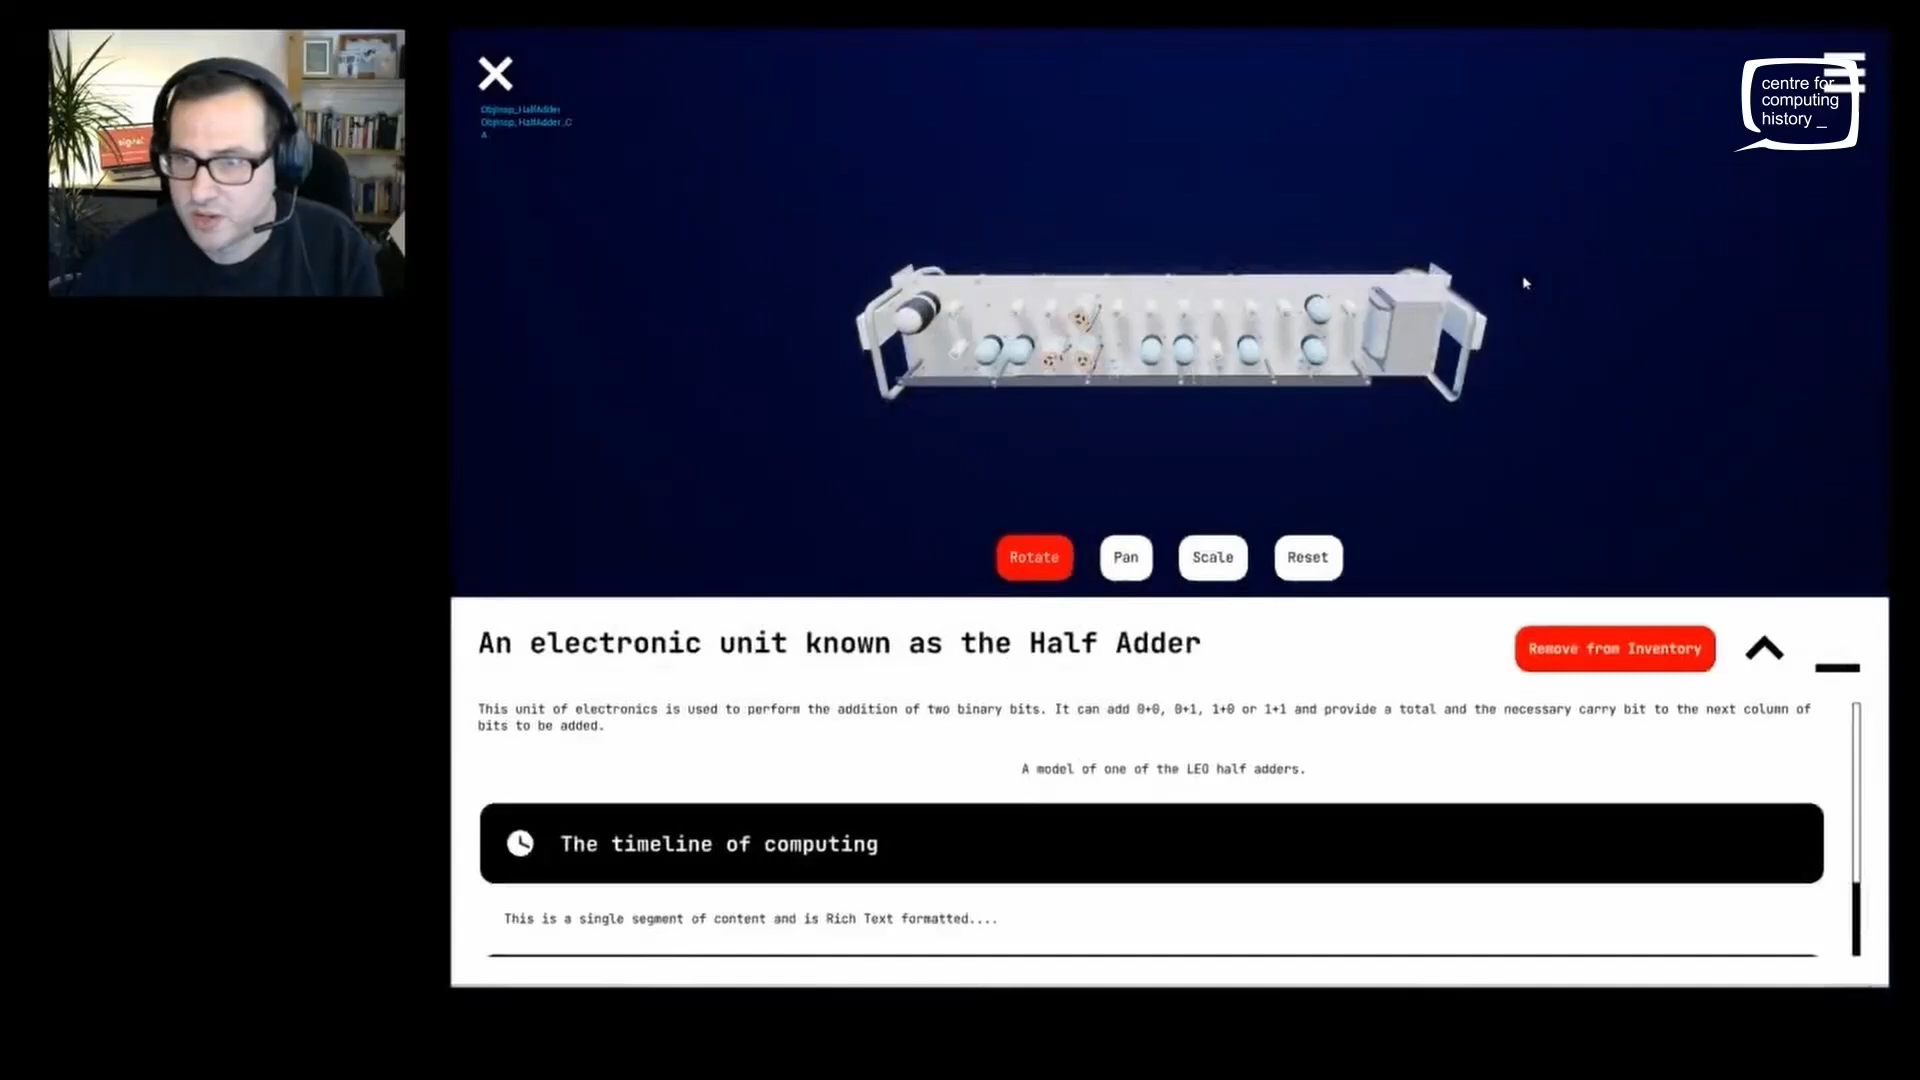 ObjInsp_HalfAdder
ObjInsp_HalfAdder_C
A
centre for
computing
history _
signal
Rotate
Pan
Scale
Reset
An electronic unit known as the Half Adder
Remove from Inventory
This unit of electronics is used to perform the addition of two binary bits. It can add 0+0, 0+1, 1+0 or 1+1 and provide a total and the necessary carry bit to the next column of
bits to be added.
A model of one of the LEO half adders.
The timeline of computing
This is a single segment of content and is Rich Text formatted....